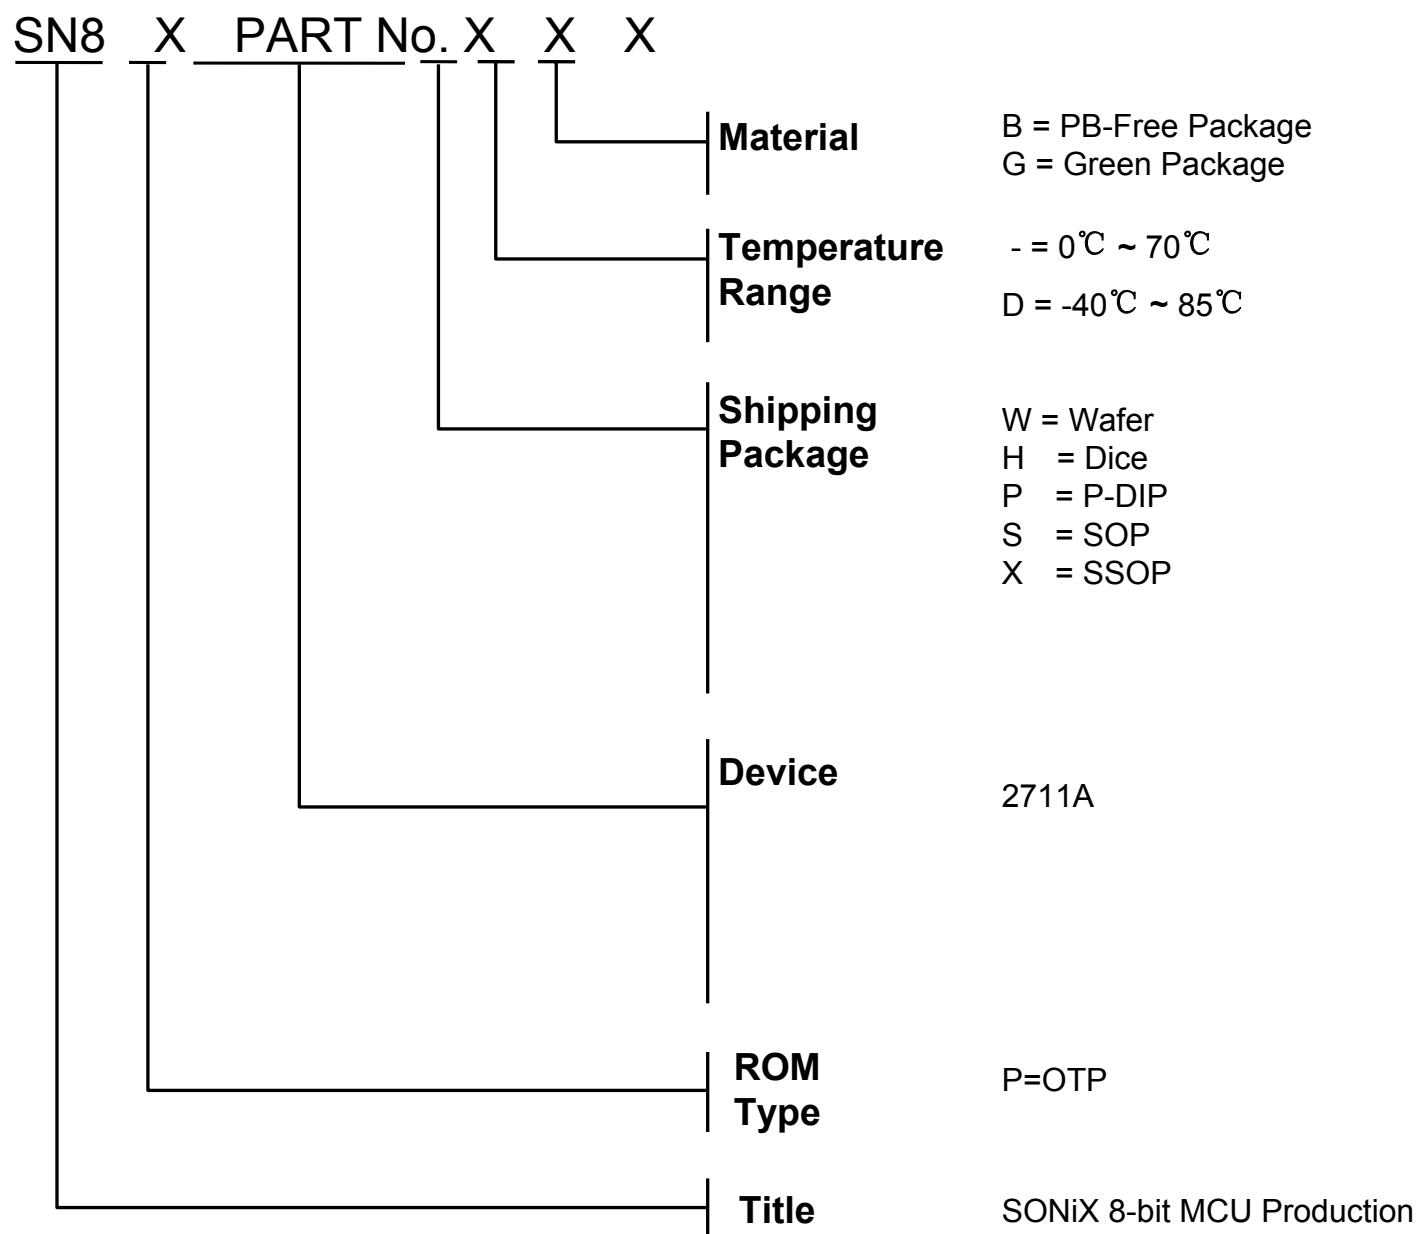 SN8 X PART No. X X X
Material B = PB-Free Package
G = Green Package
Temperature - = 0℃ ~ 70℃
Range D = -40℃ ~ 85℃
Shipping W = Wafer
Package H = Dice
P = P-DIP
S = SOP
X = SSOP
Device 2711A
ROM P=OTP
Type
Title SONiX 8-bit MCU Production